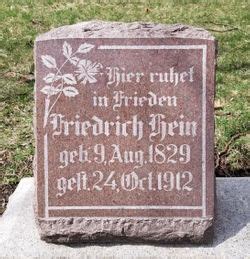 Hier ruhet
in Frieden
Friedrich Hein
geb. 9, Aug. 1829
gest. 24, Oct. 1912